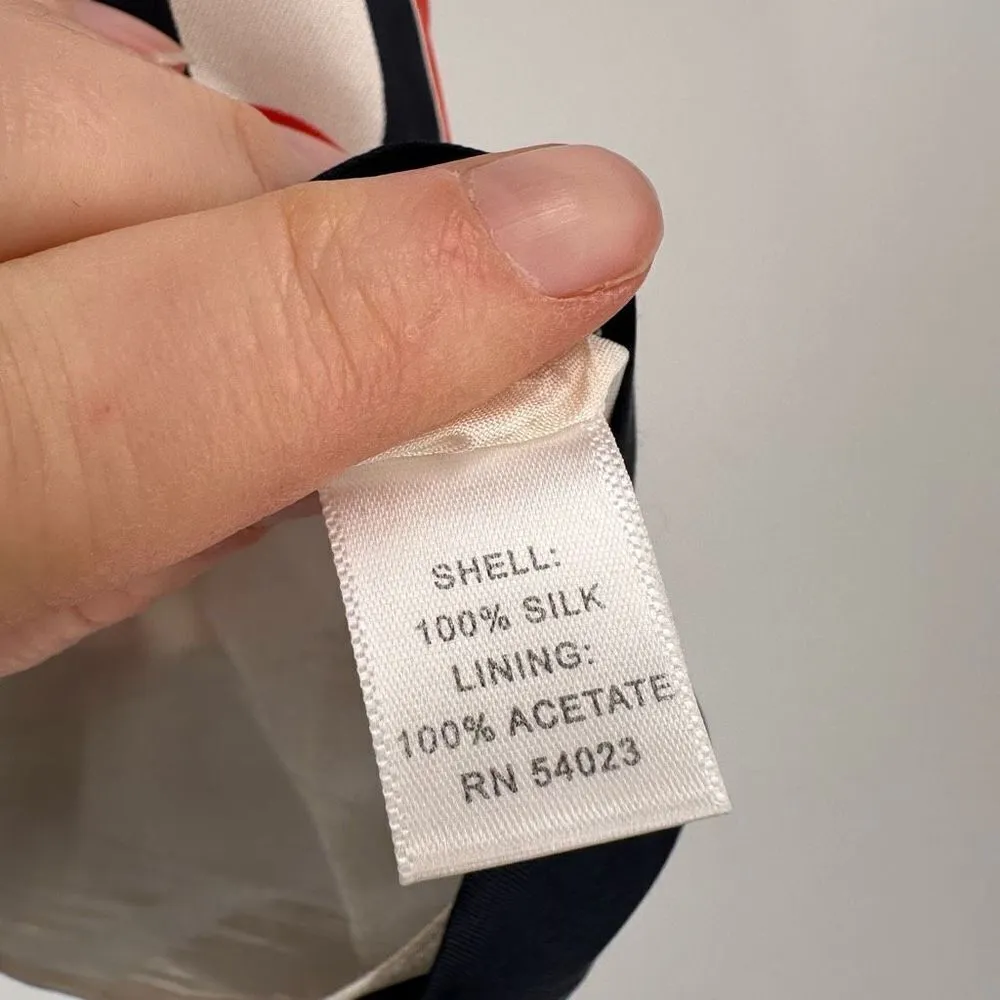 SHELL:
100% SILK
LINING:
100% ACETATE
RN 54023